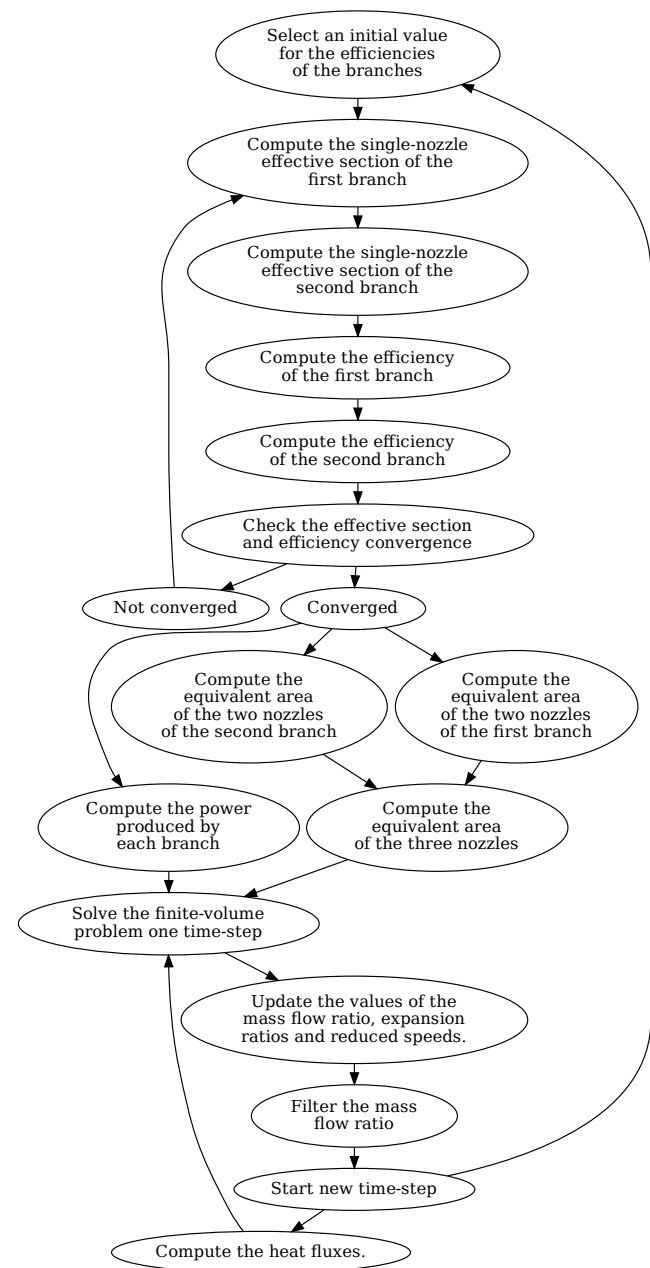 Select an initial value
for the efficiencies
of the branches
Compute the single-nozzle
effective section of the
first branch
Compute the single-nozzle
effective section of the
second branch
Compute the efficiency
of the first branch
Compute the efficiency
of the second branch
Check the effective section
and efficiency convergence
Not converged
Converged
Compute the
equivalent area
of the two nozzles
of the second branch
Compute the
equivalent area
of the two nozzles
of the first branch
Compute the power
produced by
each branch
Compute the
equivalent area
of the three nozzles
Solve the finite-volume
problem one time-step
Update the values of the
mass flow ratio, expansion
ratios and reduced speeds.
Filter the mass
flow ratio
Start new time-step
Compute the heat fluxes.